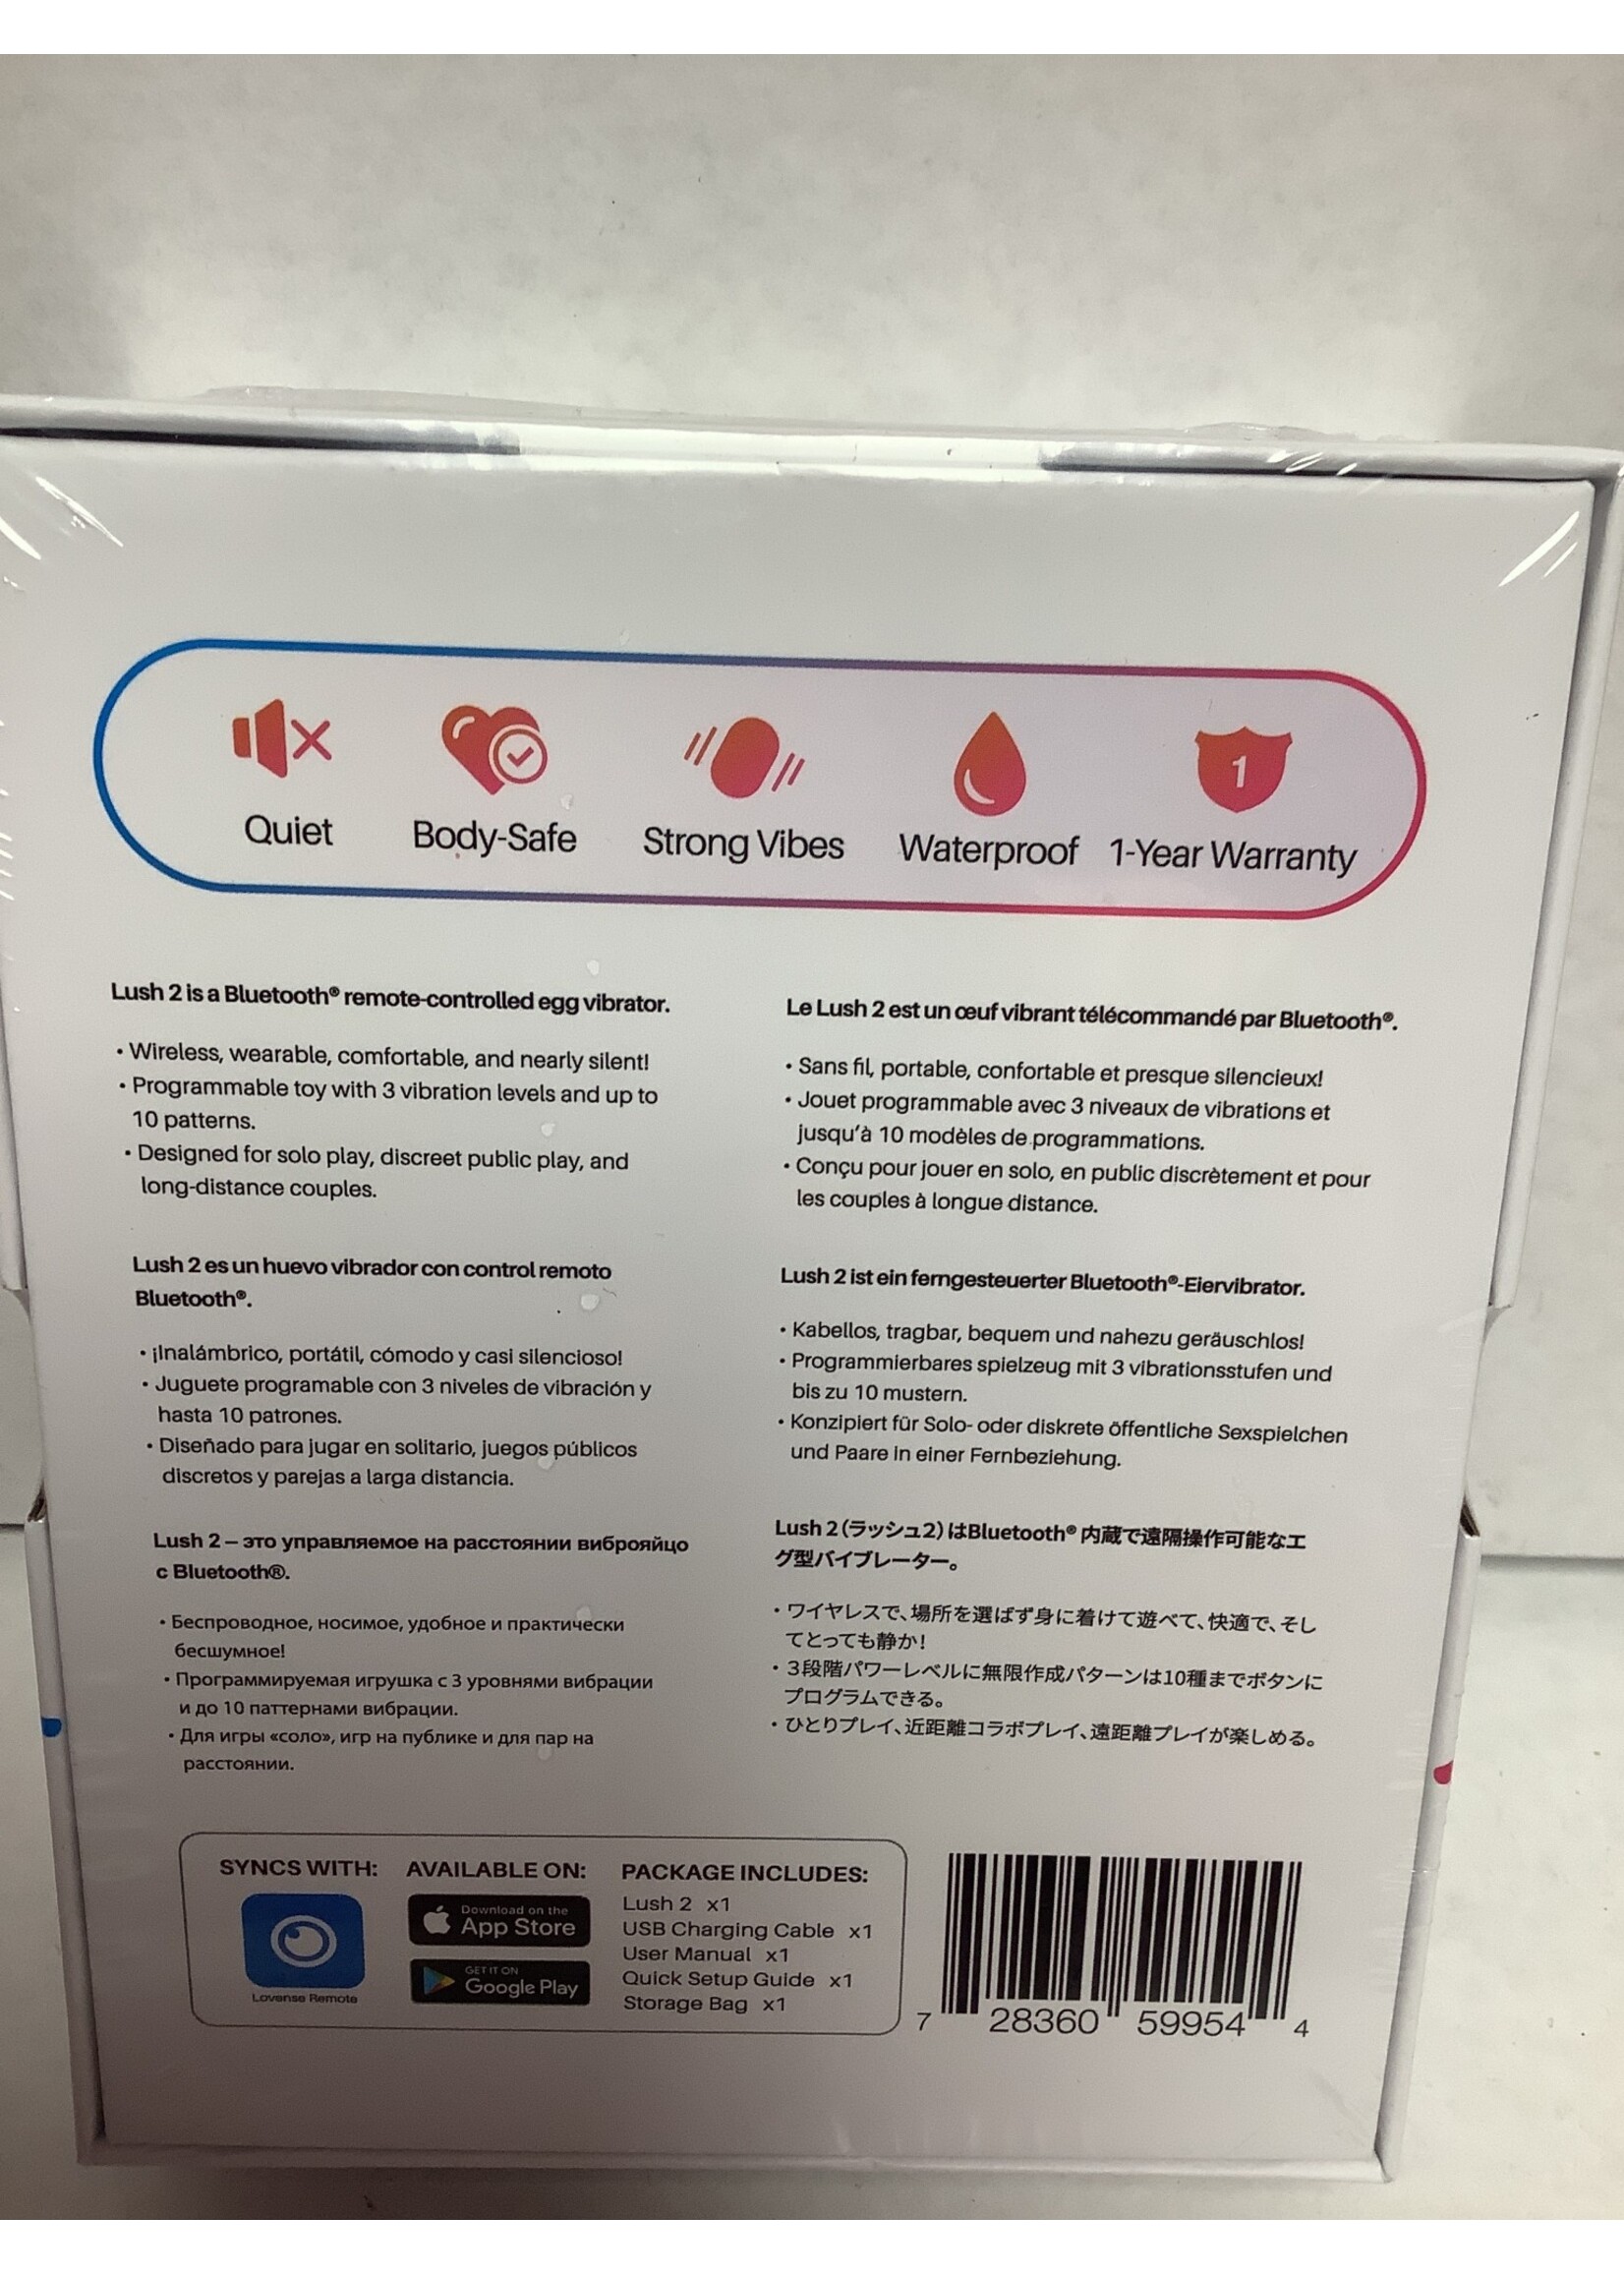 Quiet
Body-Safe
Strong Vibes
Waterproof
1
1-Year Warranty
Lush 2 is a Bluetooth® remote-controlled egg vibrator.
• Wireless, wearable, comfortable, and nearly silent!
• Programmable toy with 3 vibration levels and up to
10 patterns.
• Designed for solo play, discreet public play, and
long-distance couples.
Le Lush 2 est un œuf vibrant télécommandé par Bluetooth®.
• Sans fil, portable, confortable et presque silencieux!
• Jouet programmable avec 3 niveaux de vibrations et
jusqu'à 10 modèles de programmations.
• Conçu pour jouer en solo, en public discrètement et pour
les couples à longue distance.
Lush 2 es un huevo vibrador con control remoto
Bluetooth®.
• ¡Inalámbrico, portátil, cómodo y casi silencioso!
• Juguete programable con 3 niveles de vibración y
hasta 10 patrones.
• Diseñado para jugar en solitario, juegos públicos
discretos y parejas a larga distancia.
Lush 2 ist ein ferngesteuerter Bluetooth®-Eiervibrator.
• Kabellos, tragbar, bequem und nahezu geräuschlos!
• Programmierbares spielzeug mit 3 vibrationsstufen und
bis zu 10 mustern.
• Konzipiert für Solo- oder diskrete öffentliche Sexspielchen
und Paare in einer Fernbeziehung.
Lush 2 – это управляемое на расстоянии виброяйцо
с Bluetooth®.
• Беспроводное, носимое, удобное и практически
бесшумное!
• Программируемая игрушка с 3 уровнями вибрации
и до 10 паттернами вибрации.
• Для игры «соло», игр на публике и для пар на
расстоянии.
Lush 2（ラッシュ2）はBluetooth® 内蔵で遠隔操作可能なエ
グ型バイブレーター。
・ワイヤレスで、場所を選ばず身に着けて遊べて、快適で、そし
てとっても静か！
・3段階パワーレベルに無限作成パターンは10種までボタンに
プログラムできる。
・ひとりプレイ、近距離コラボプレイ、遠距離プレイが楽しめる。
SYNCS WITH:
Lovense Remote
AVAILABLE ON:
Download on the
App Store
GET IT ON
Google Play
PACKAGE INCLUDES:
Lush 2 x1
USB Charging Cable x1
User Manual x1
Quick Setup Guide x1
Storage Bag x1
7 28360 59954 4